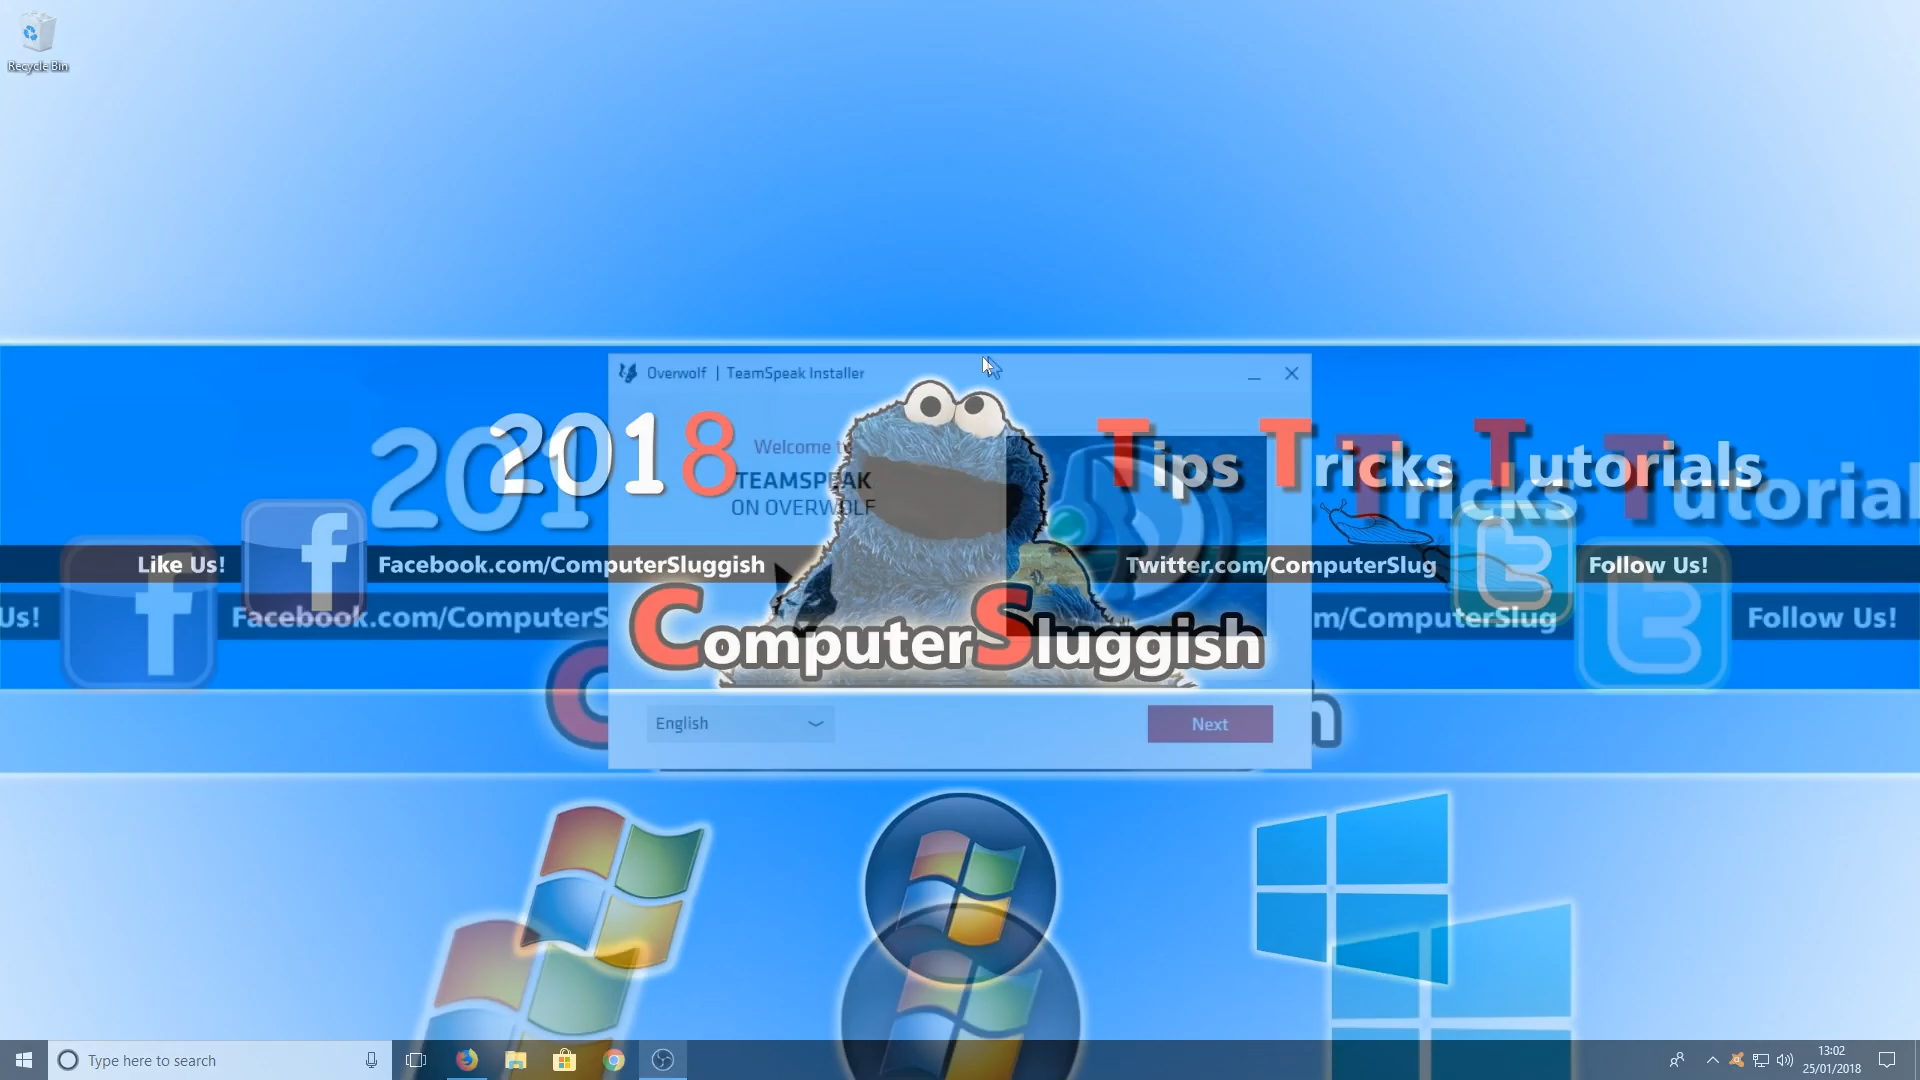 Recycle Bin
Overwolf | TeamSpeak Installer
2018
2018
Welcome to
TEAMSPEAK
ON OVERWOLF
Tips Tricks Tutorials
Tricks Tutorial
Like Us!
Facebook.com/ComputerSluggish
Twitter.com/ComputerSlug
Follow Us!
Us!
Facebook.com/ComputerS
m/ComputerSlug
Follow Us!
ComputerSluggish
C
h
English
Next
Type here to search
13:02
25/01/2018